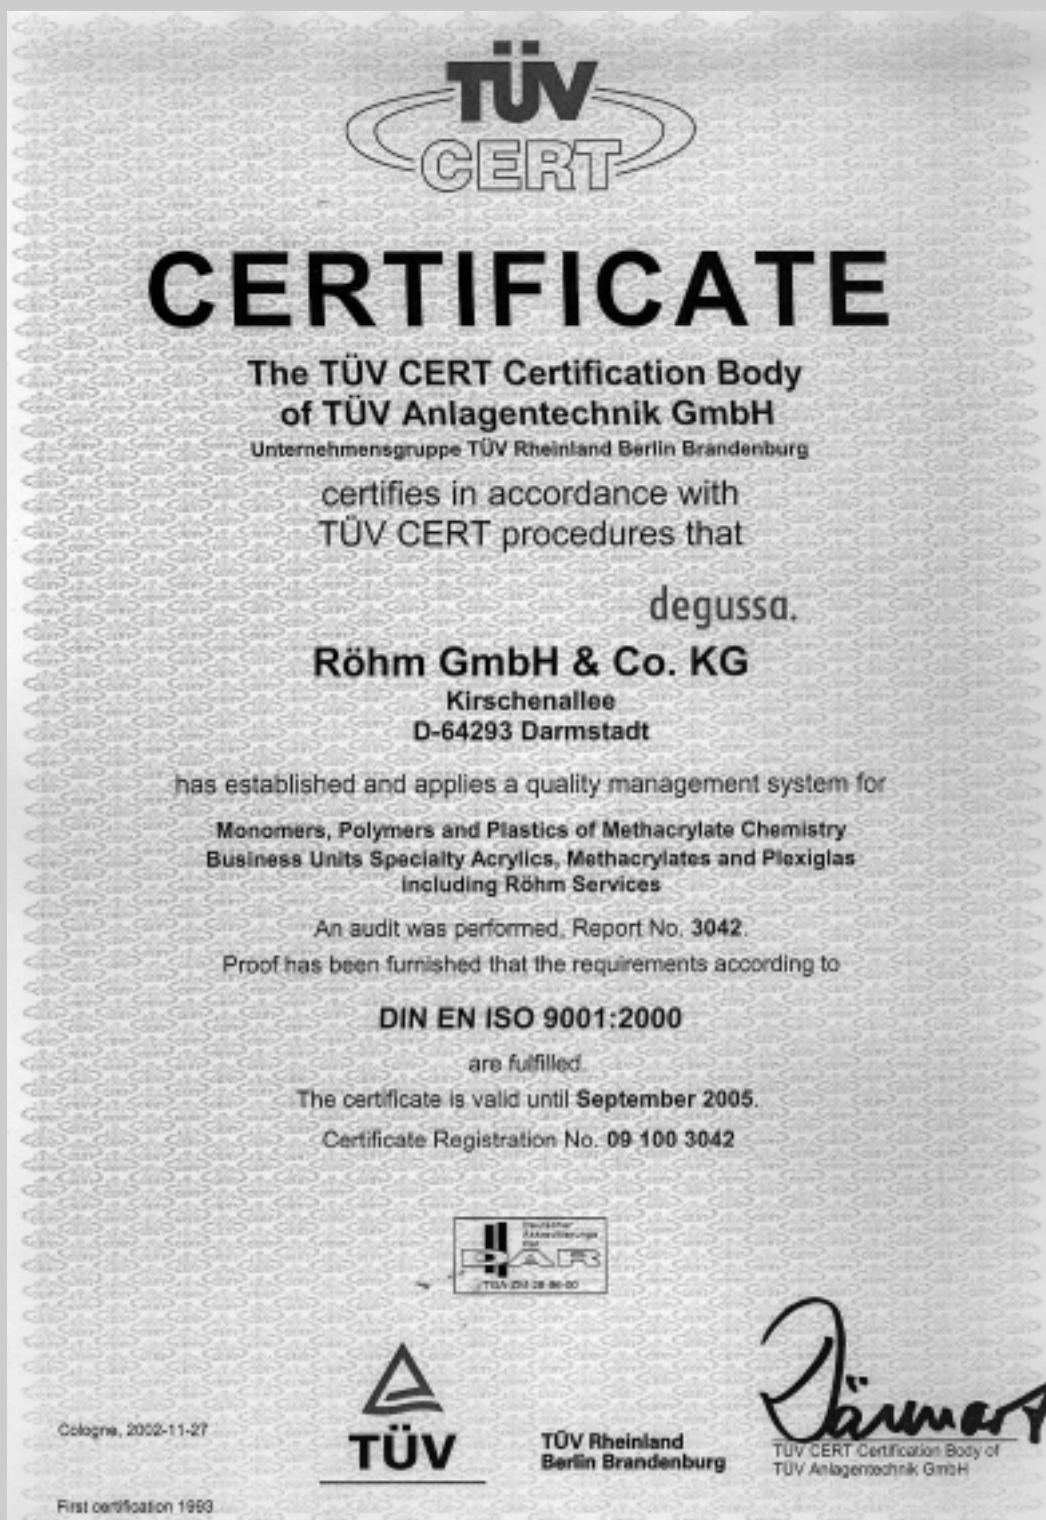 TÜV
CERT
CERTIFICATE
The TÜV CERT Certification Body
of TÜV Anlagentechnik GmbH
Unternehmensgruppe TÜV Rheinland Berlin Brandenburg
certifies in accordance with
TÜV CERT procedures that
degussa.
Röhm GmbH & Co. KG
Kirschenallee
D-64293 Darmstadt
has established and applies a quality management system for
Monomers, Polymers and Plastics of Methacrylate Chemistry
Business Units Specialty Acrylics, Methacrylates and Plexiglas
including Röhm Services
An audit was performed, Report No. 3042.
Proof has been furnished that the requirements according to
DIN EN ISO 9001:2000
are fulfilled.
The certificate is valid until September 2005.
Certificate Registration No. 09 100 3042
Deutscher
Akkreditierungs
Rat
DAR
Cologne, 2002-11-27
TÜV
TÜV Rheinland
Berlin Brandenburg
TÜV CERT Certification Body of
TÜV Anlagentechnik GmbH
First certification 1993